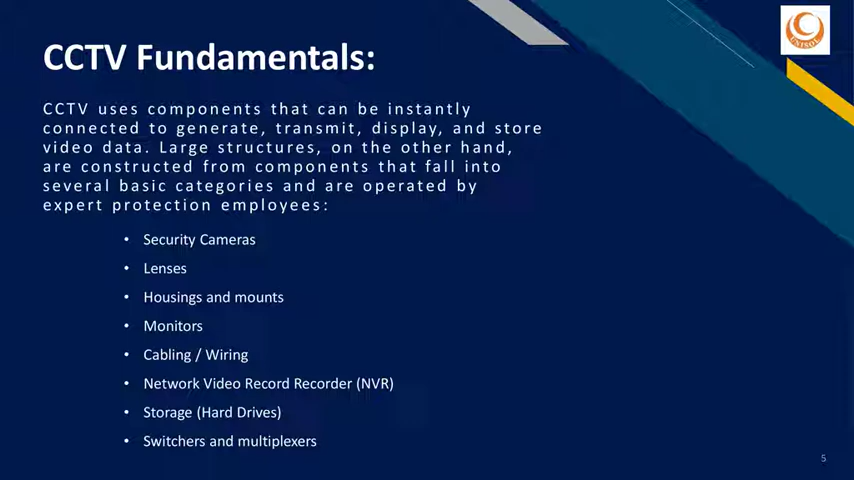 CCTV Fundamentals:
CCTV uses components that can be instantly
connected to generate, transmit, display, and store
video data. Large structures, on the other hand,
are constructed from components that fall into
several basic categories and are operated by
expert protection employees:
• Security Cameras
• Lenses
• Housings and mounts
• Monitors
• Cabling / Wiring
• Network Video Record Recorder (NVR)
• Storage (Hard Drives)
• Switchers and multiplexers
5